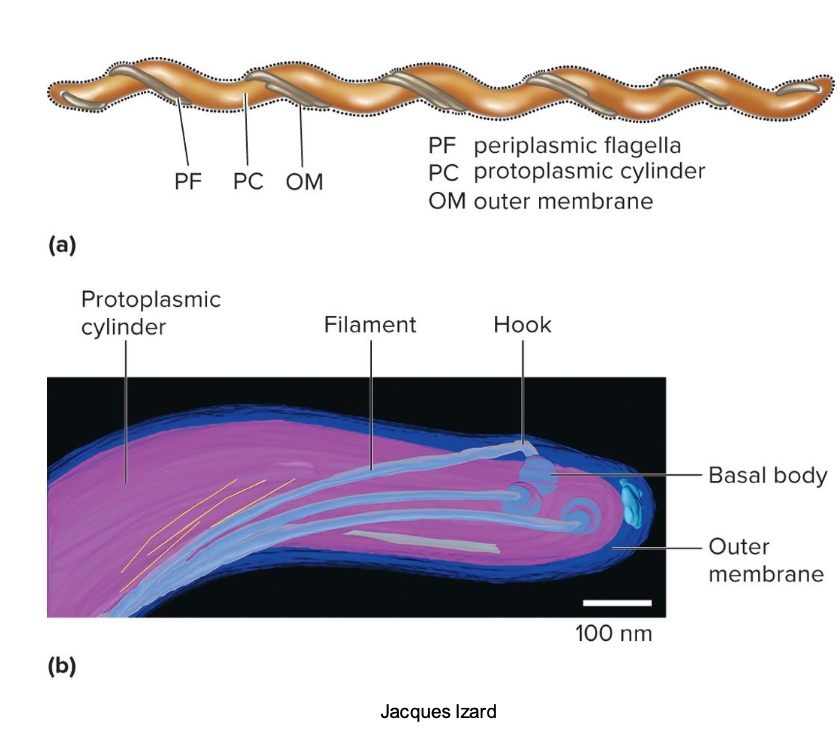 PF PC OM
PF periplasmic flagella
PC protoplasmic cylinder
OM outer membrane
(a)
Protoplasmic
cylinder
Filament
Hook
Basal body
Outer
membrane
100 nm
(b)
Jacques Izard